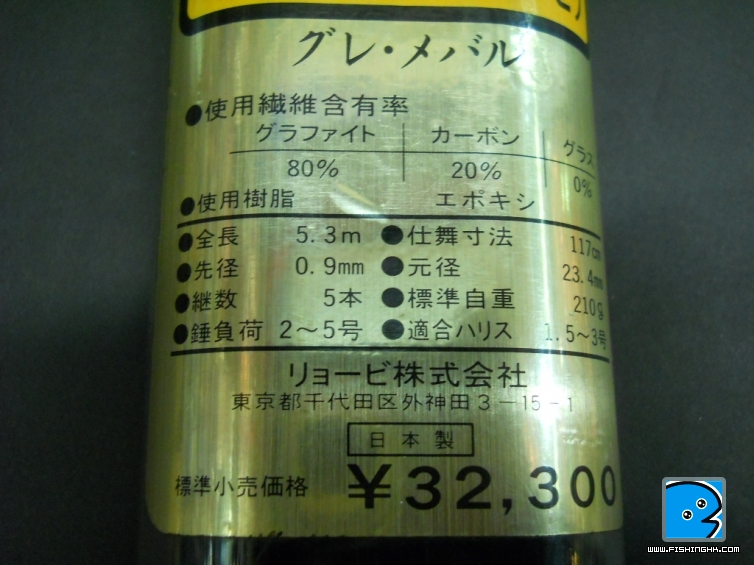 グレ・メバル
●使用繊維含有率
グラファイト カーボン グラス
80% 20% 0%
●使用樹脂 エポキシ
●全長 5.3m ●仕舞寸法 117cm
●先径 0.9mm ●元径 23.4mm
●継数 5本 ●標準自重 210g
●錘負荷 2〜5号 ●適合ハリス 1.5〜3号
リョービ株式会社
東京都千代田区外神田3-15-1
日本製
標準小売価格 ¥32,300
WWW.FISHINGHK.COM